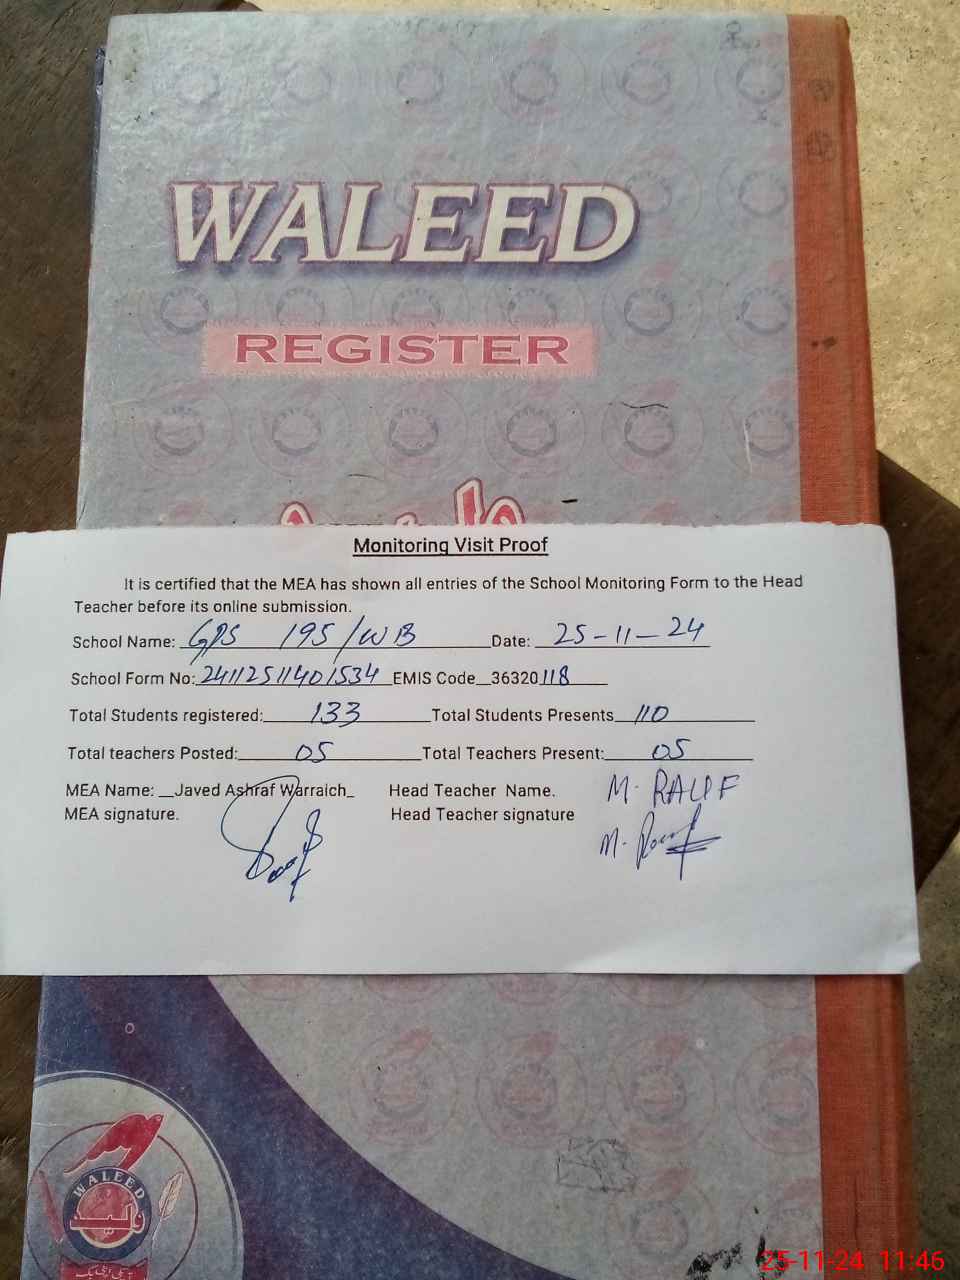 WALEED
REGISTER
Monitoring Visit Proof
It is certified that the MEA has shown all entries of the School Monitoring Form to the Head
Teacher before its online submission.
School Name: GPS 195/WB Date: 25-11-24
School Form No: 24112511401534 EMIS Code 36320118
Total Students registered: 133 Total Students Presents 110
Total teachers Posted: 05 Total Teachers Present: 05
MEA Name: Javed Ashraf Warraich Head Teacher Name. M. RAUF
MEA signature. Head Teacher signature M. Rauf
WALEED
25-11-24 11:46